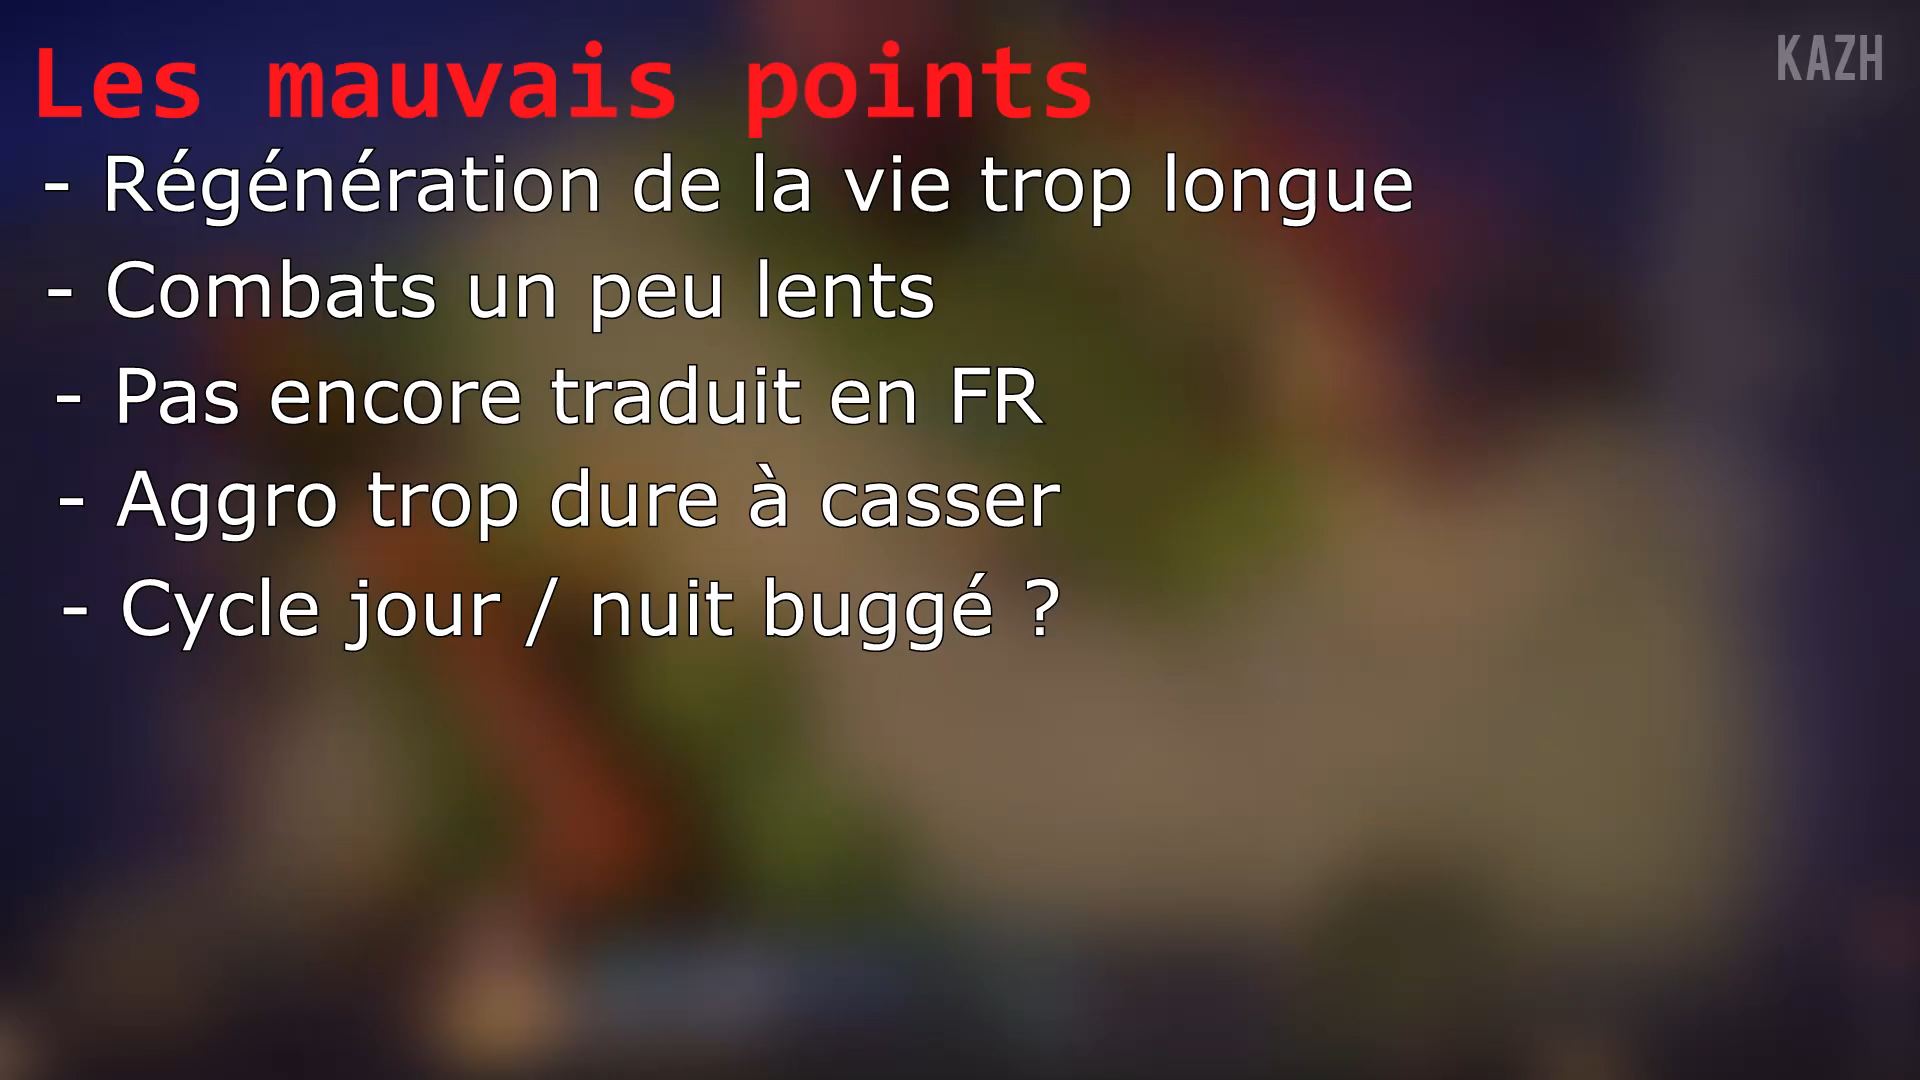 Les mauvais points
KAZH
- Régénération de la vie trop longue
- Combats un peu lents
- Pas encore traduit en FR
- Aggro trop dure à casser
- Cycle jour / nuit buggé ?